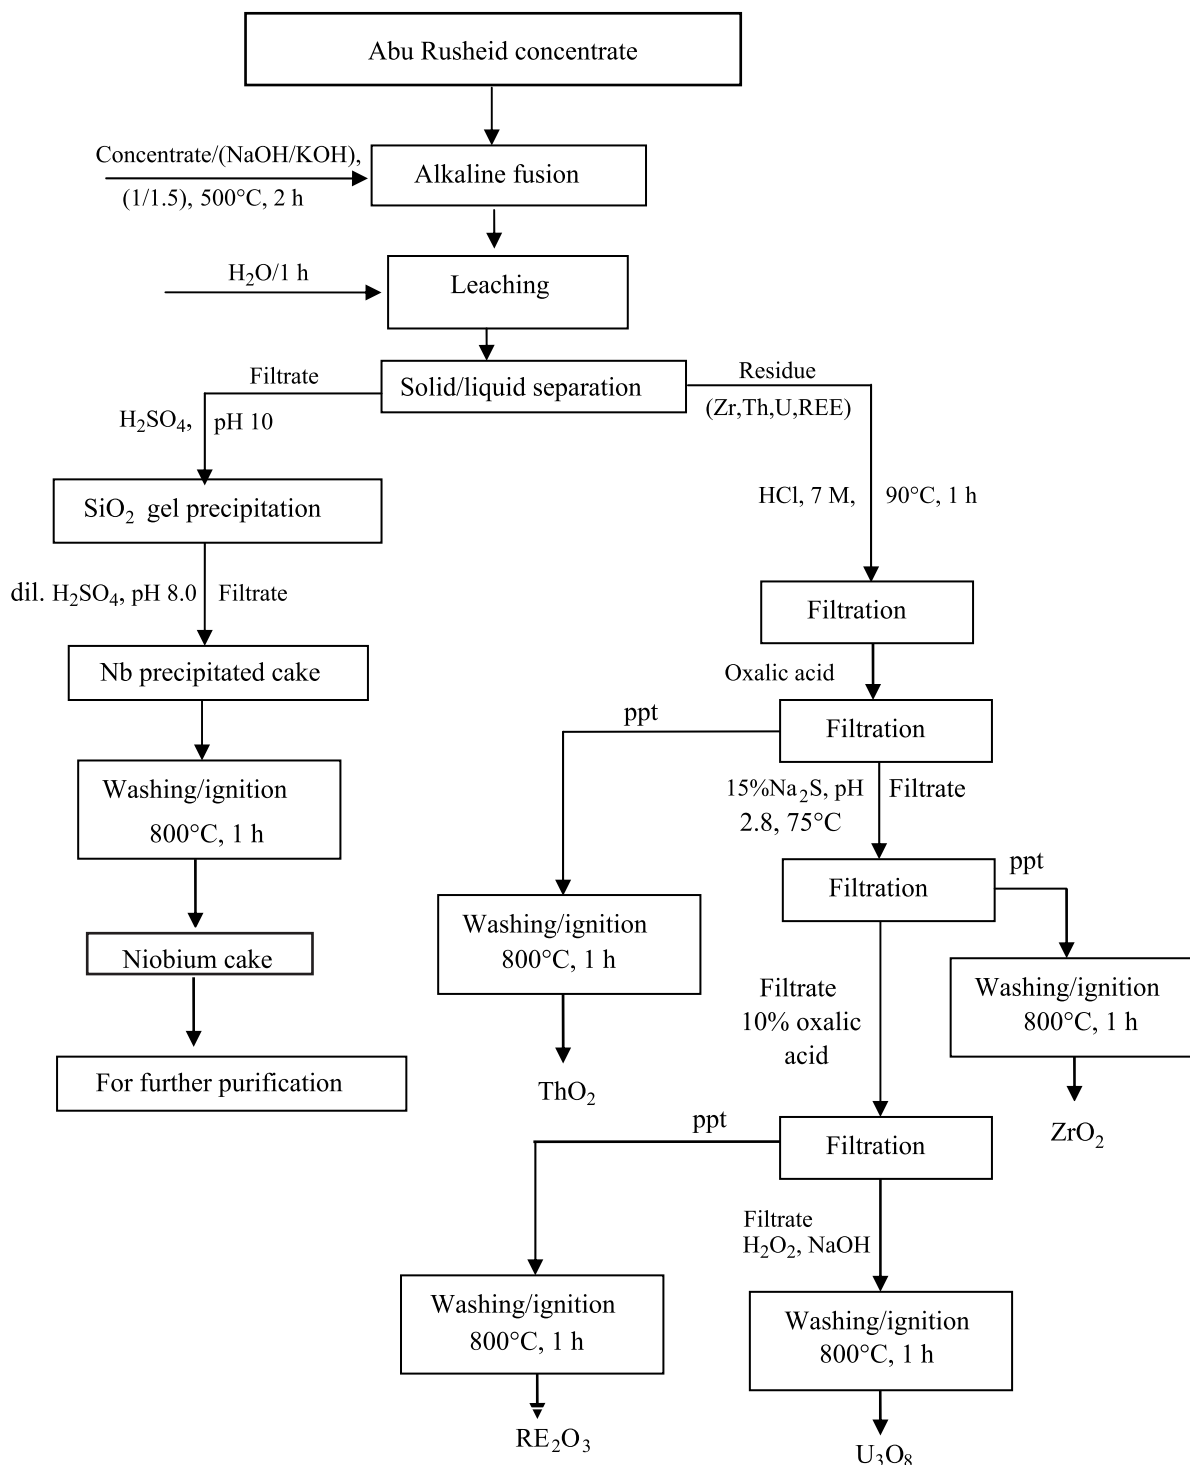 Abu Rusheid concentrate
Concentrate/(NaOH/KOH),
(1/1.5), 500°C, 2 h
Alkaline fusion
H₂O/1 h
Leaching
Solid/liquid separation
Filtrate
H₂SO₄, pH 10
Residue
(Zr,Th,U,REE)
SiO₂ gel precipitation
HCl, 7 M, 90°C, 1 h
dil. H₂SO₄, pH 8.0 Filtrate
Filtration
Nb precipitated cake
Oxalic acid
Filtration
ppt
Washing/ignition
800°C, 1 h
15%Na₂S, pH
2.8, 75°C
Filtrate
Filtration
ppt
Washing/ignition
800°C, 1 h
Niobium cake
Filtrate
10% oxalic
acid
Washing/ignition
800°C, 1 h
For further purification
ThO₂
ZrO₂
ppt
Filtration
Filtrate
H₂O₂, NaOH
Washing/ignition
800°C, 1 h
Washing/ignition
800°C, 1 h
RE₂O₃
U₃O₈